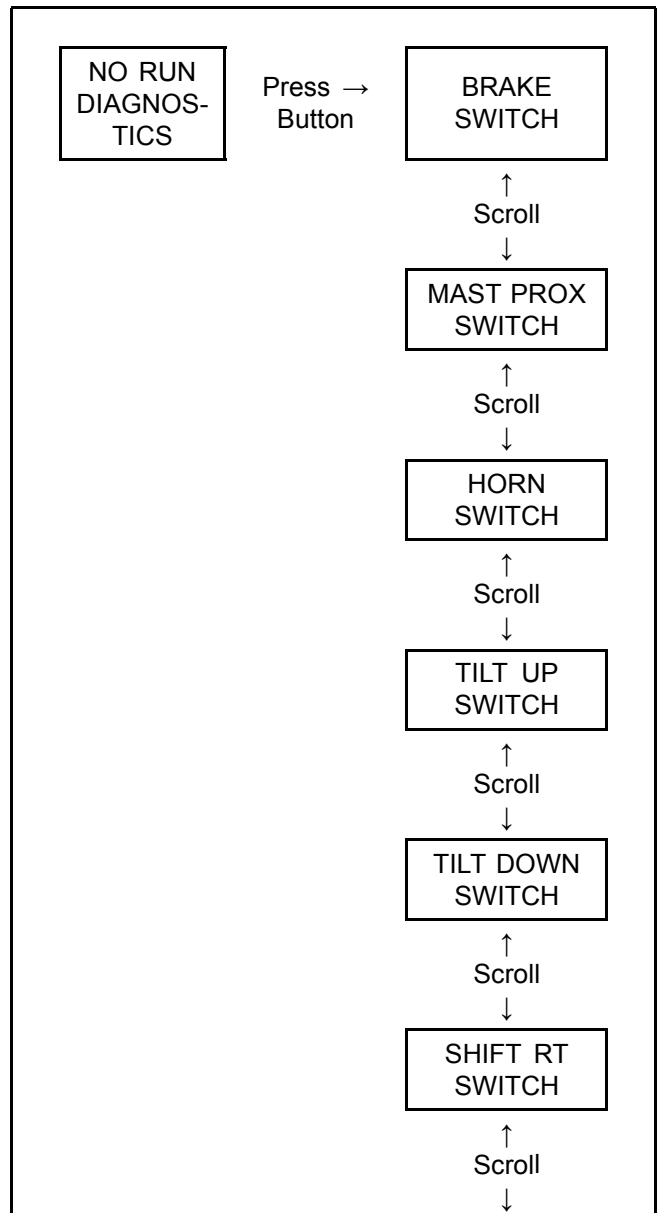 NO RUN
DIAGNOS-
TICS
Press →
Button
BRAKE
SWITCH
↑
Scroll
↓
MAST PROX
SWITCH
↑
Scroll
↓
HORN
SWITCH
↑
Scroll
↓
TILT UP
SWITCH
↑
Scroll
↓
TILT DOWN
SWITCH
↑
Scroll
↓
SHIFT RT
SWITCH
↑
Scroll
↓